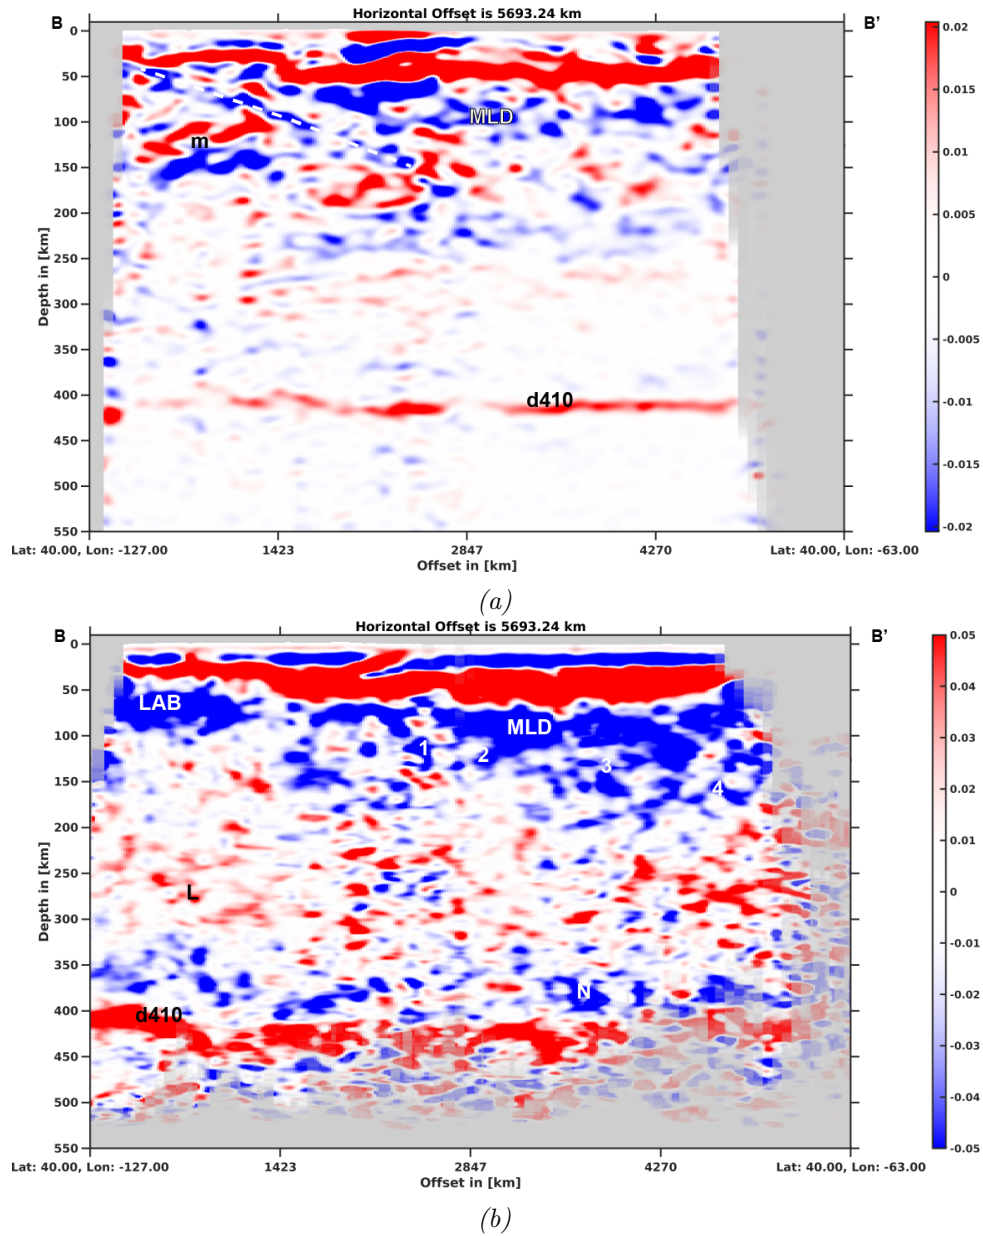 Horizontal Offset is 5693.24 km
B
B'
0
50
100
150
200
250
300
350
400
450
500
550
Depth in [km]
MLD
m
d410
0.02
0.015
0.01
0.005
0
-0.005
-0.01
-0.015
-0.02
Lat: 40.00, Lon: -127.00
1423
2847
4270
Lat: 40.00, Lon: -63.00
Offset in [km]
(a)
Horizontal Offset is 5693.24 km
B
B'
0
50
100
150
200
250
300
350
400
450
500
550
Depth in [km]
LAB
MLD
1
2
3
4
L
N
d410
0.05
0.04
0.03
0.02
0.01
0
-0.01
-0.02
-0.03
-0.04
-0.05
Lat: 40.00, Lon: -127.00
1423
2847
4270
Lat: 40.00, Lon: -63.00
Offset in [km]
(b)